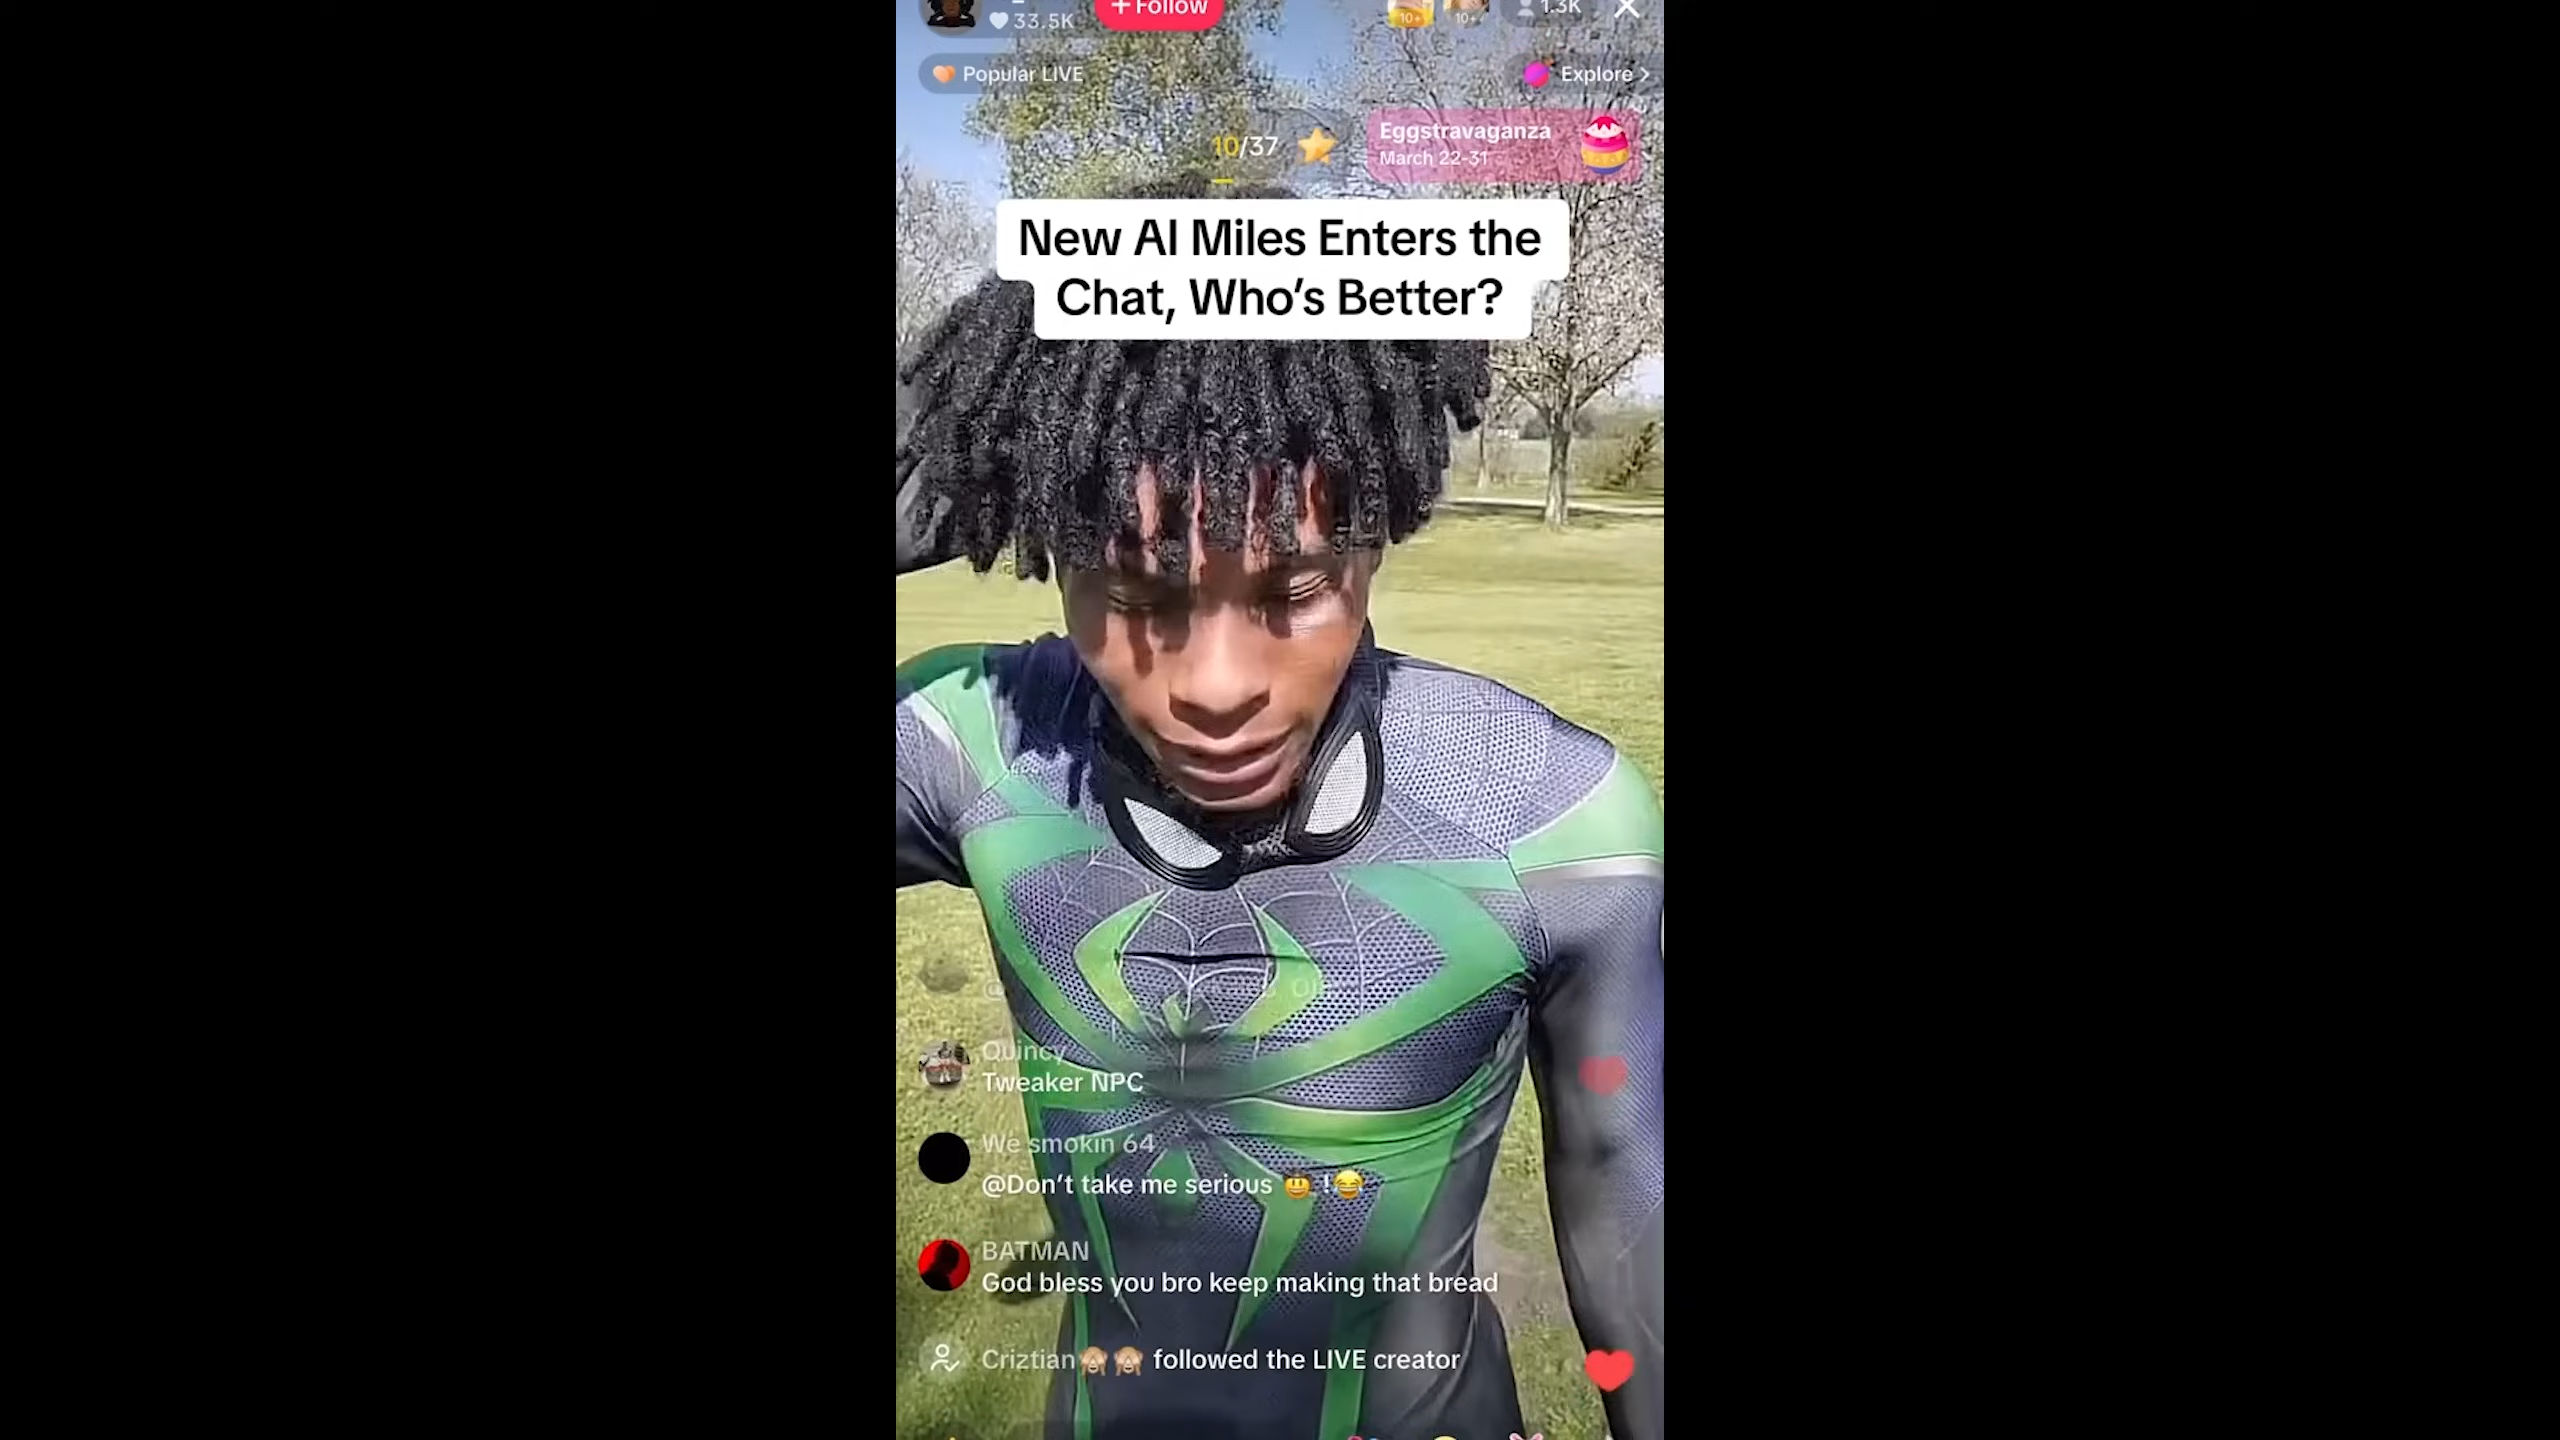 33.5K
+ Follow
10+
10+
1.3K
Popular LIVE
Explore >
10/37
Eggstravaganza
March 22-31
New AI Miles Enters the
Chat, Who's Better?
@
Quincy
Tweaker NPC
We smokin 64
@Don't take me serious 🎃 !😂
BATMAN
God bless you bro keep making that bread
Criztian🙈🙈 followed the LIVE creator